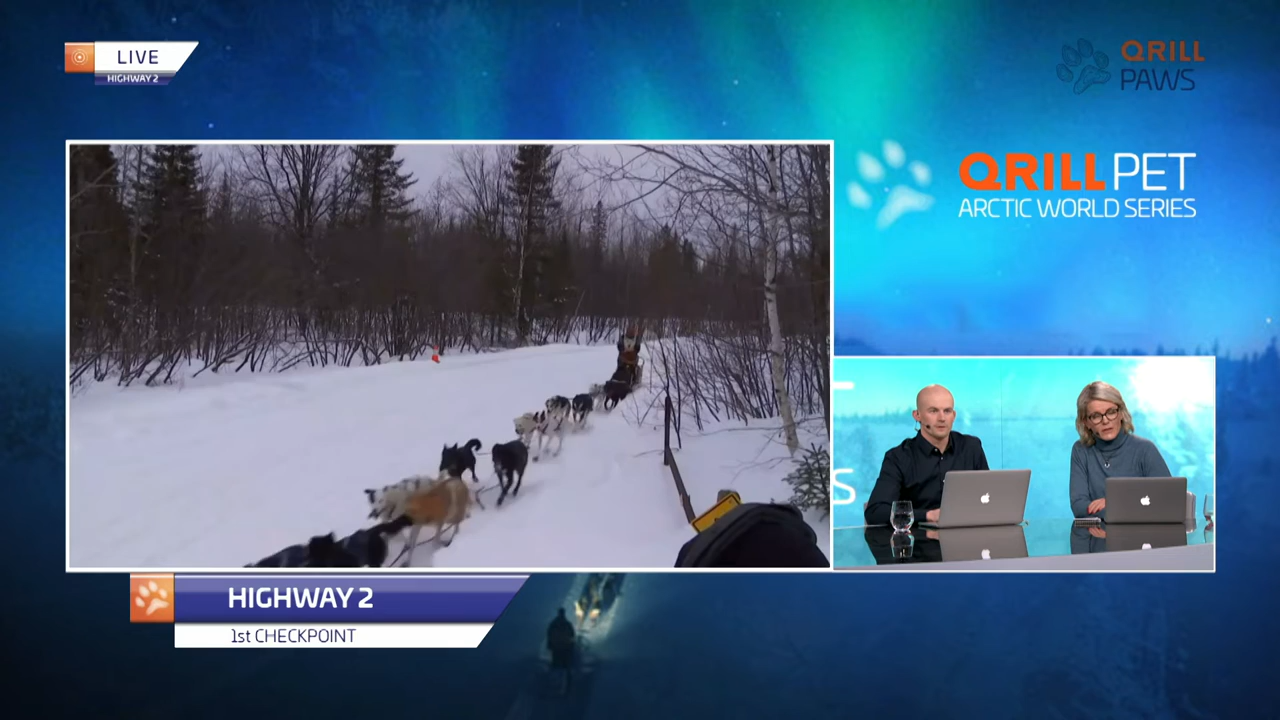 LIVE
HIGHWAY 2
QRILL
PAWS
QRILL PET
ARCTIC WORLD SERIES
S
HIGHWAY 2
1st CHECKPOINT